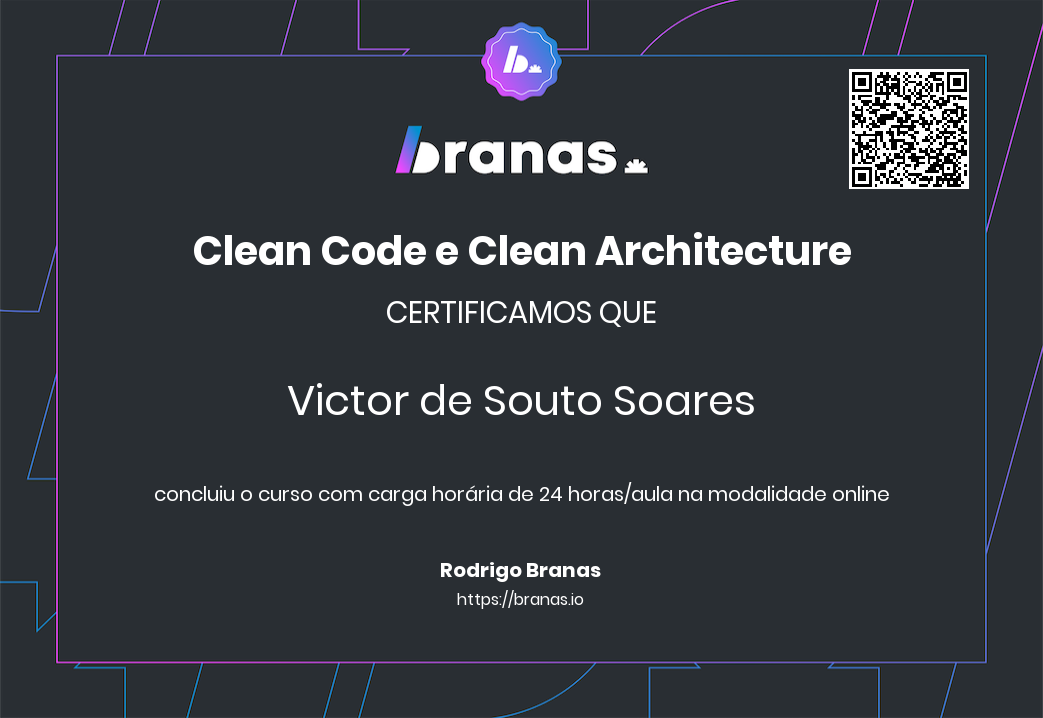 b.
branas.
Clean Code e Clean Architecture
CERTIFICAMOS QUE
Victor de Souto Soares
concluiu o curso com carga horária de 24 horas/aula na modalidade online
Rodrigo Branas
https://branas.io